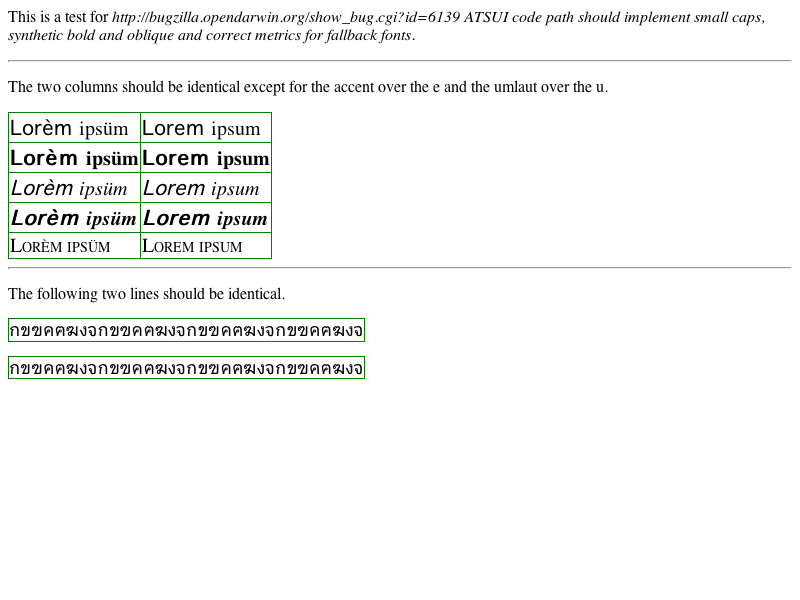 This is a test for http://bugzilla.opendarwin.org/show_bug.cgi?id=6139 ATSUI code path should implement small caps,
synthetic bold and oblique and correct metrics for fallback fonts.
The two columns should be identical except for the accent over the e and the umlaut over the u.
Lorèm ipsüm Lorem ipsum
Lorèm ipsüm Lorem ipsum
Lorèm ipsüm Lorem ipsum
Lorèm ipsüm Lorem ipsum
Lorèm ipsüm Lorem ipsum
The following two lines should be identical.
กขฃคฅฆงจกขฃคฅฆงจกขฃคฅฆงจกขฃคฅฆงจ
กขฃคฅฆงจกขฃคฅฆงจกขฃคฅฆงจกขฃคฅฆงจ